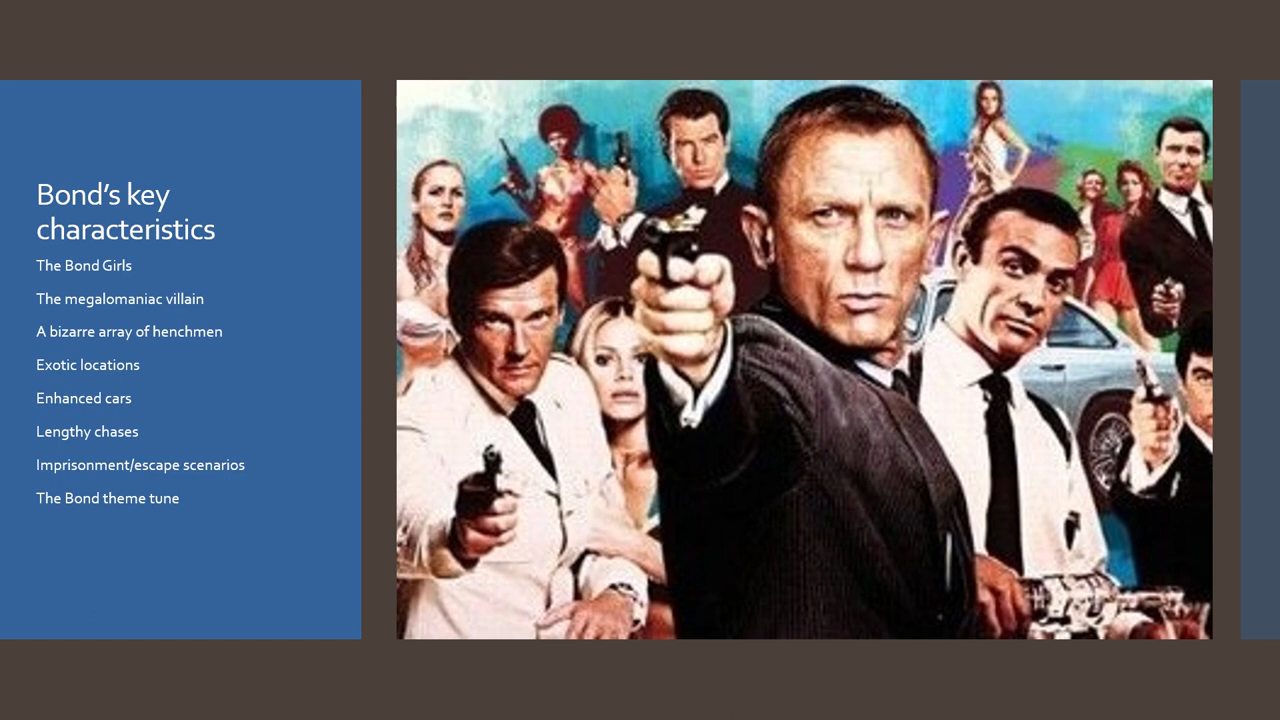 Bond’s key
characteristics
The Bond Girls
The megalomaniac villain
A bizarre array of henchmen
Exotic locations
Enhanced cars
Lengthy chases
Imprisonment/escape scenarios
The Bond theme tune